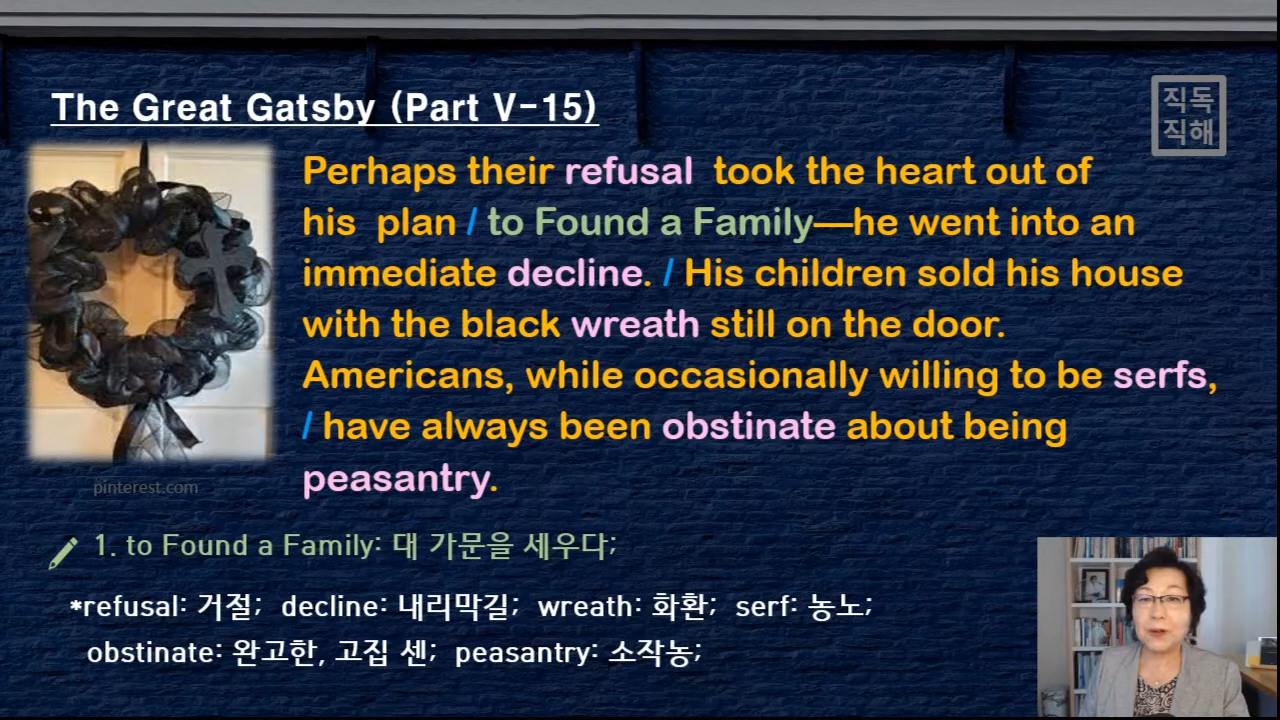 The Great Gatsby (Part V-15)
직독
직해
Perhaps their refusal took the heart out of
his plan / to Found a Family—he went into an
immediate decline. / His children sold his house
with the black wreath still on the door.
Americans, while occasionally willing to be serfs,
/ have always been obstinate about being
peasantry.
pinterest.com
1. to Found a Family: 대 가문을 세우다;
*refusal: 거절; decline: 내리막길; wreath: 화환; serf: 농노;
obstinate: 완고한, 고집 센; peasantry: 소작농;